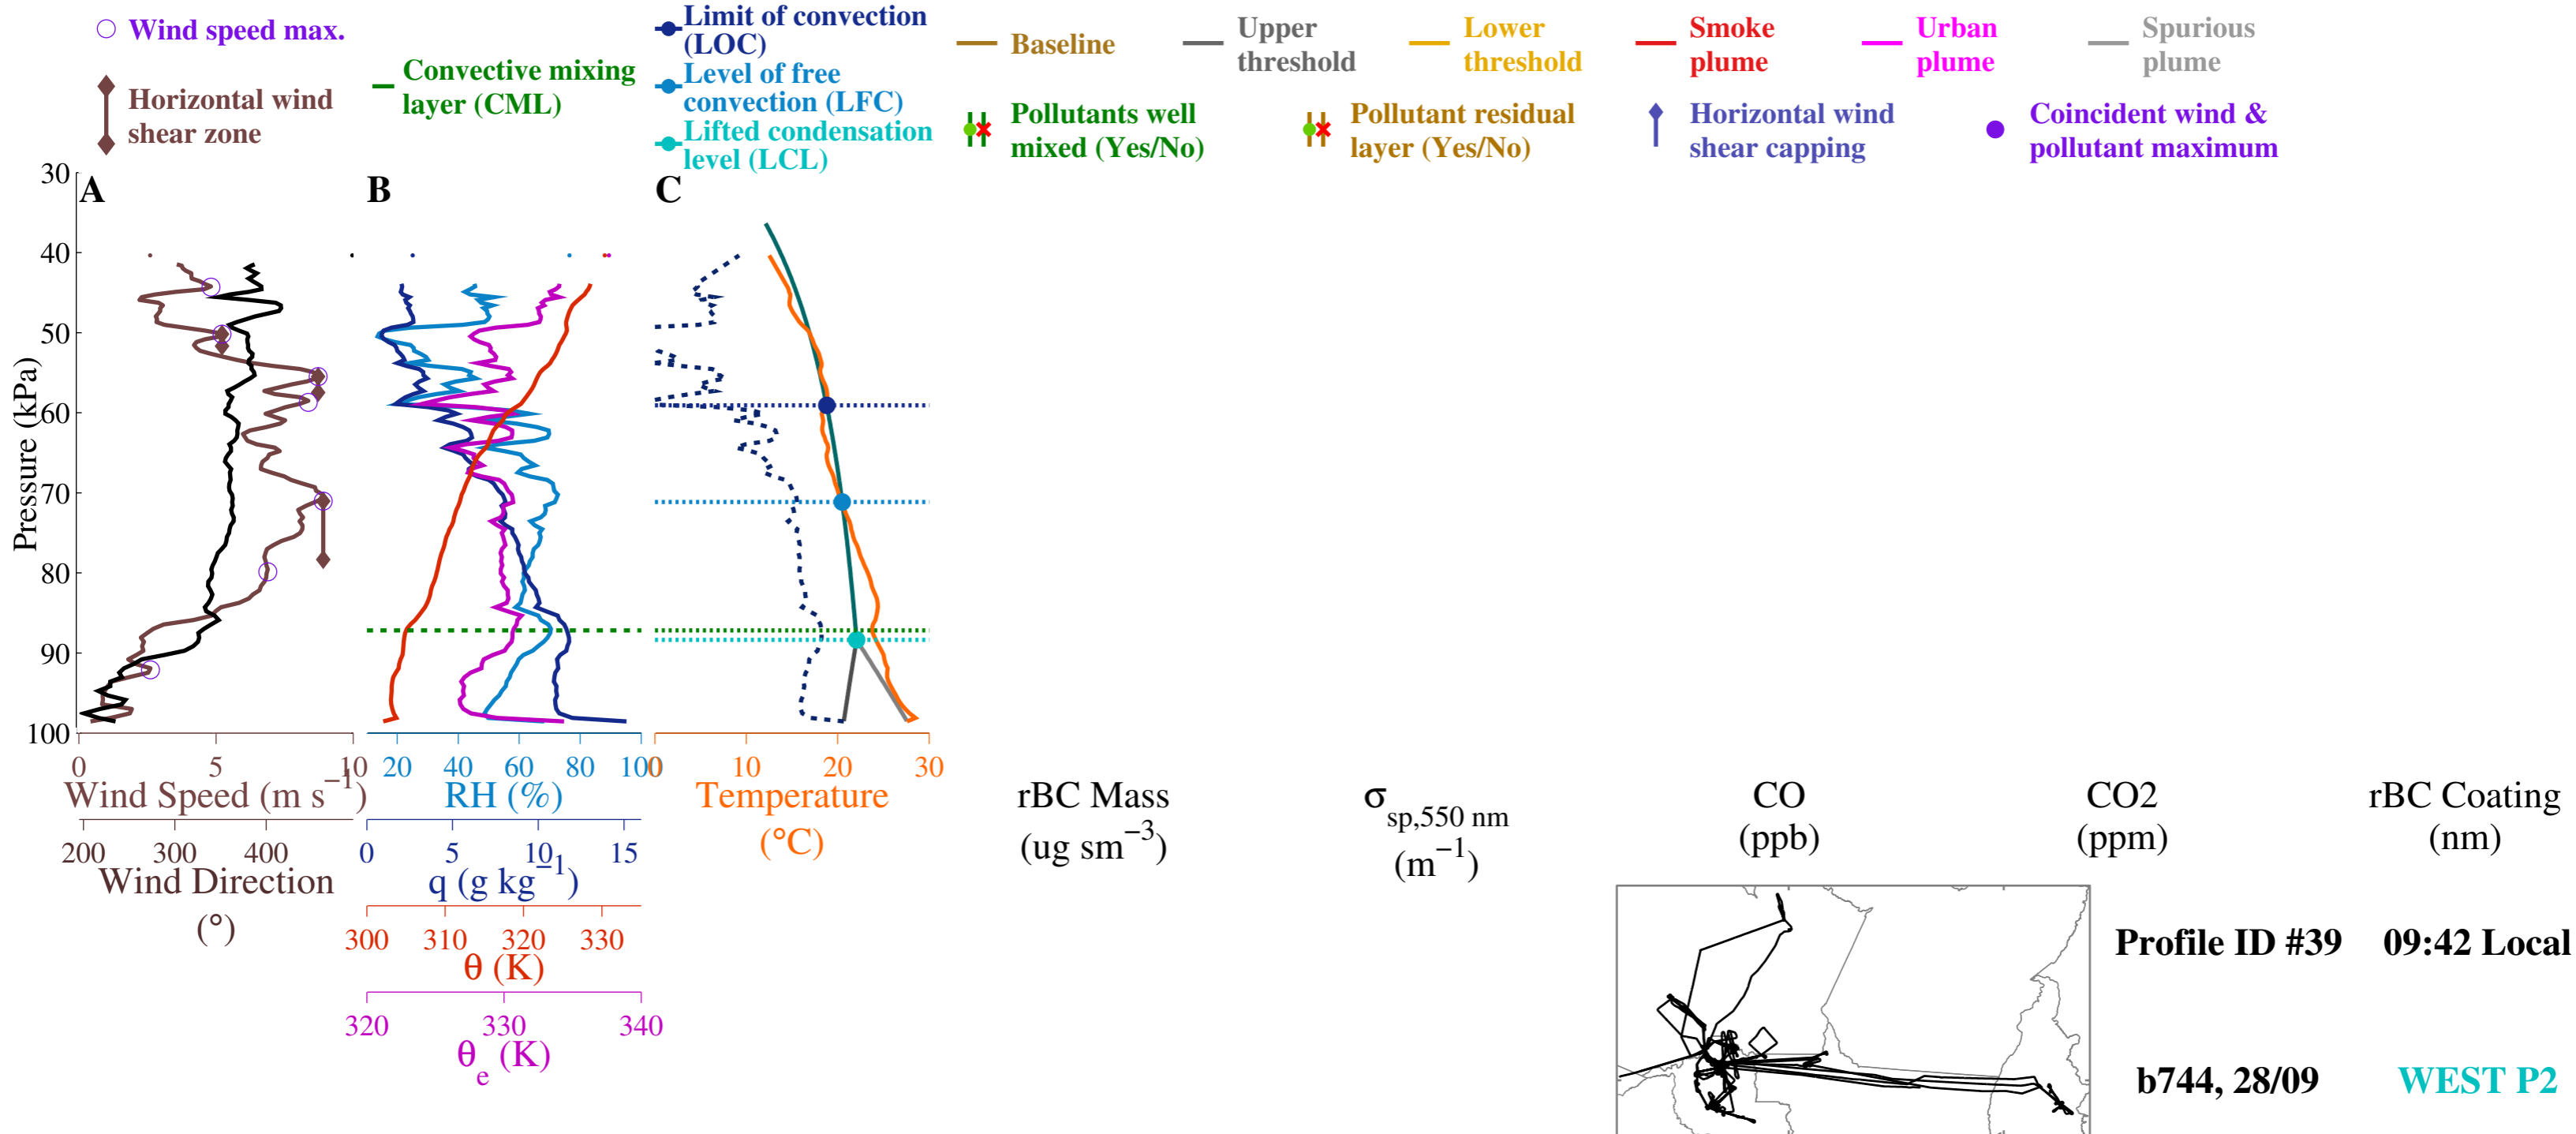 Wind speed max.
Horizontal wind
shear zone
Convective mixing
layer (CML)
Limit of convection
(LOC)
Level of free
convection (LFC)
Lifted condensation
level (LCL)
Baseline
Upper
threshold
Lower
threshold
Smoke
plume
Urban
plume
Spurious
plume
Pollutants well
mixed (Yes/No)
Pollutant residual
layer (Yes/No)
Horizontal wind
shear capping
Coincident wind &
pollutant maximum
A
B
C
30
40
50
60
70
80
90
100
Pressure (kPa)
0 5 10
Wind Speed (m s⁻¹)
200 300 400
Wind Direction
(°)
20 40 60 80 100
RH (%)
0 5 10 15
q (g kg⁻¹)
300 310 320 330
θ (K)
320 330 340
θe (K)
0 10 20 30
Temperature
(°C)
rBC Mass
(ug sm⁻³)
σsp,550 nm
(m⁻¹)
CO
(ppb)
CO2
(ppm)
rBC Coating
(nm)
Profile ID #39 09:42 Local
b744, 28/09 WEST P2